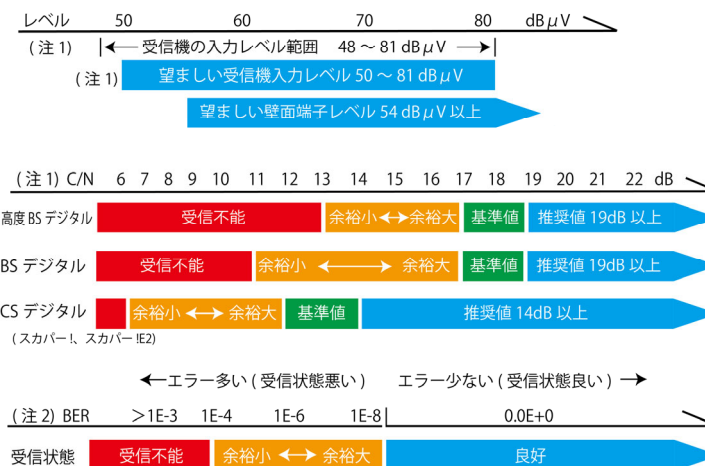 レベル 50 60 70 80 dBμV
(注1) 受信機の入力レベル範囲 48～81 dBμV
(注1) 望ましい受信機入力レベル 50～81 dBμV
望ましい壁面端子レベル 54 dBμV 以上
(注1) C/N 6 7 8 9 10 11 12 13 14 15 16 17 18 19 20 21 22 dB
高度BSデジタル 受信不能 余裕小 余裕大 基準値 推奨値 19dB 以上
BSデジタル 受信不能 余裕小 余裕大 基準値 推奨値 19dB 以上
CSデジタル 余裕小 余裕大 基準値 推奨値 14dB 以上
(スカパー!、スカパー!E2)
エラー多い(受信状態悪い) エラー少ない(受信状態良い)
(注2) BER >1E-3 1E-4 1E-6 1E-8 0.0E+0
受信状態 受信不能 余裕小 余裕大 良好